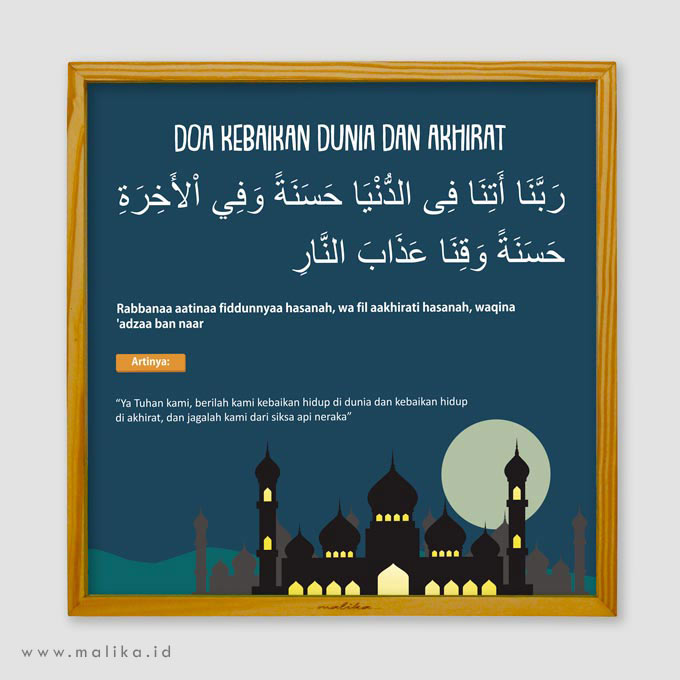 DOA KEBAIKAN DUNIA DAN AKHIRAT
رَبَّنَا أَتِنَا فِى الدُّنْيَا حَسَنَةً وَفِي اْلأَخِرَةِ
حَسَنَةً وَقِنَا عَذَابَ النَّارِ
Rabbanaa aatinaa fiddunnyaa hasanah, wa fil aakhirati hasanah, waqina
'adzaa ban naar
Artinya:
“Ya Tuhan kami, berilah kami kebaikan hidup di dunia dan kebaikan hidup
di akhirat, dan jagalah kami dari siksa api neraka”
malika
www.malika.id